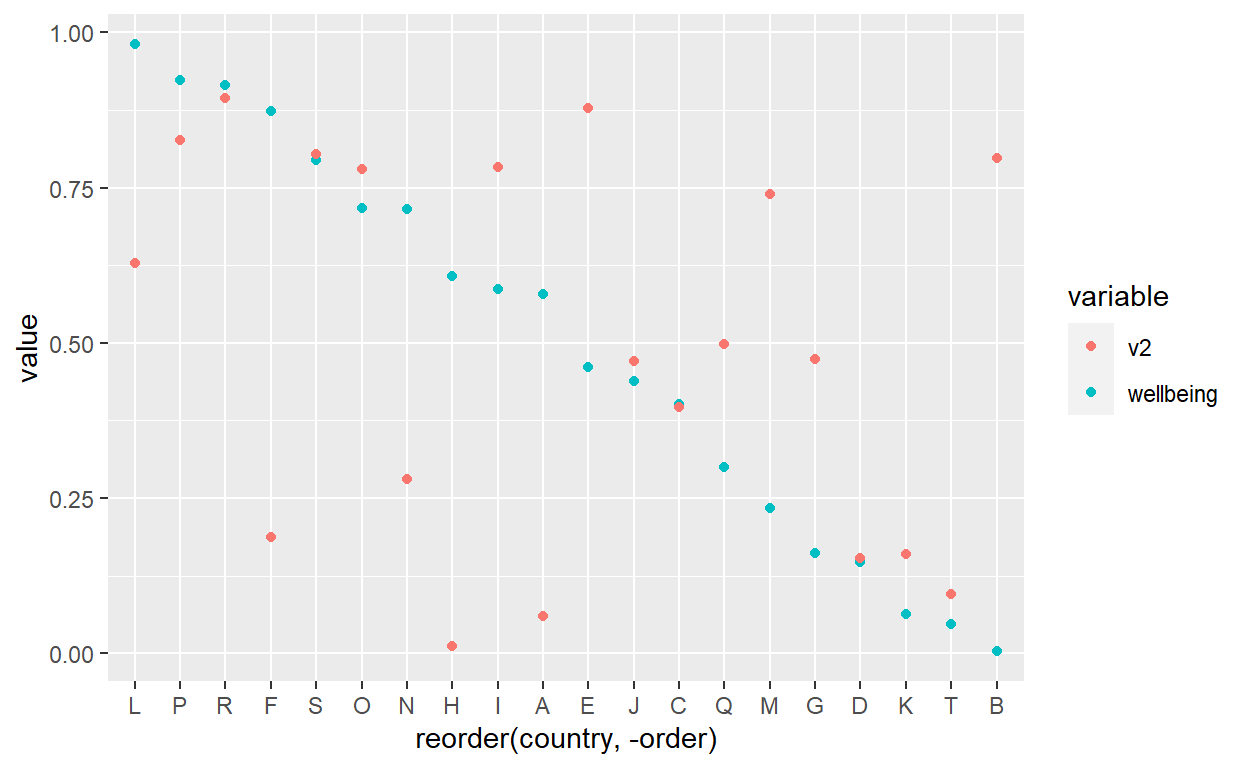 1.00
0.75
0.50
0.25
0.00
value
L P R F S O N H I A E J C Q M G D K T B
reorder(country, -order)
variable
v2
wellbeing